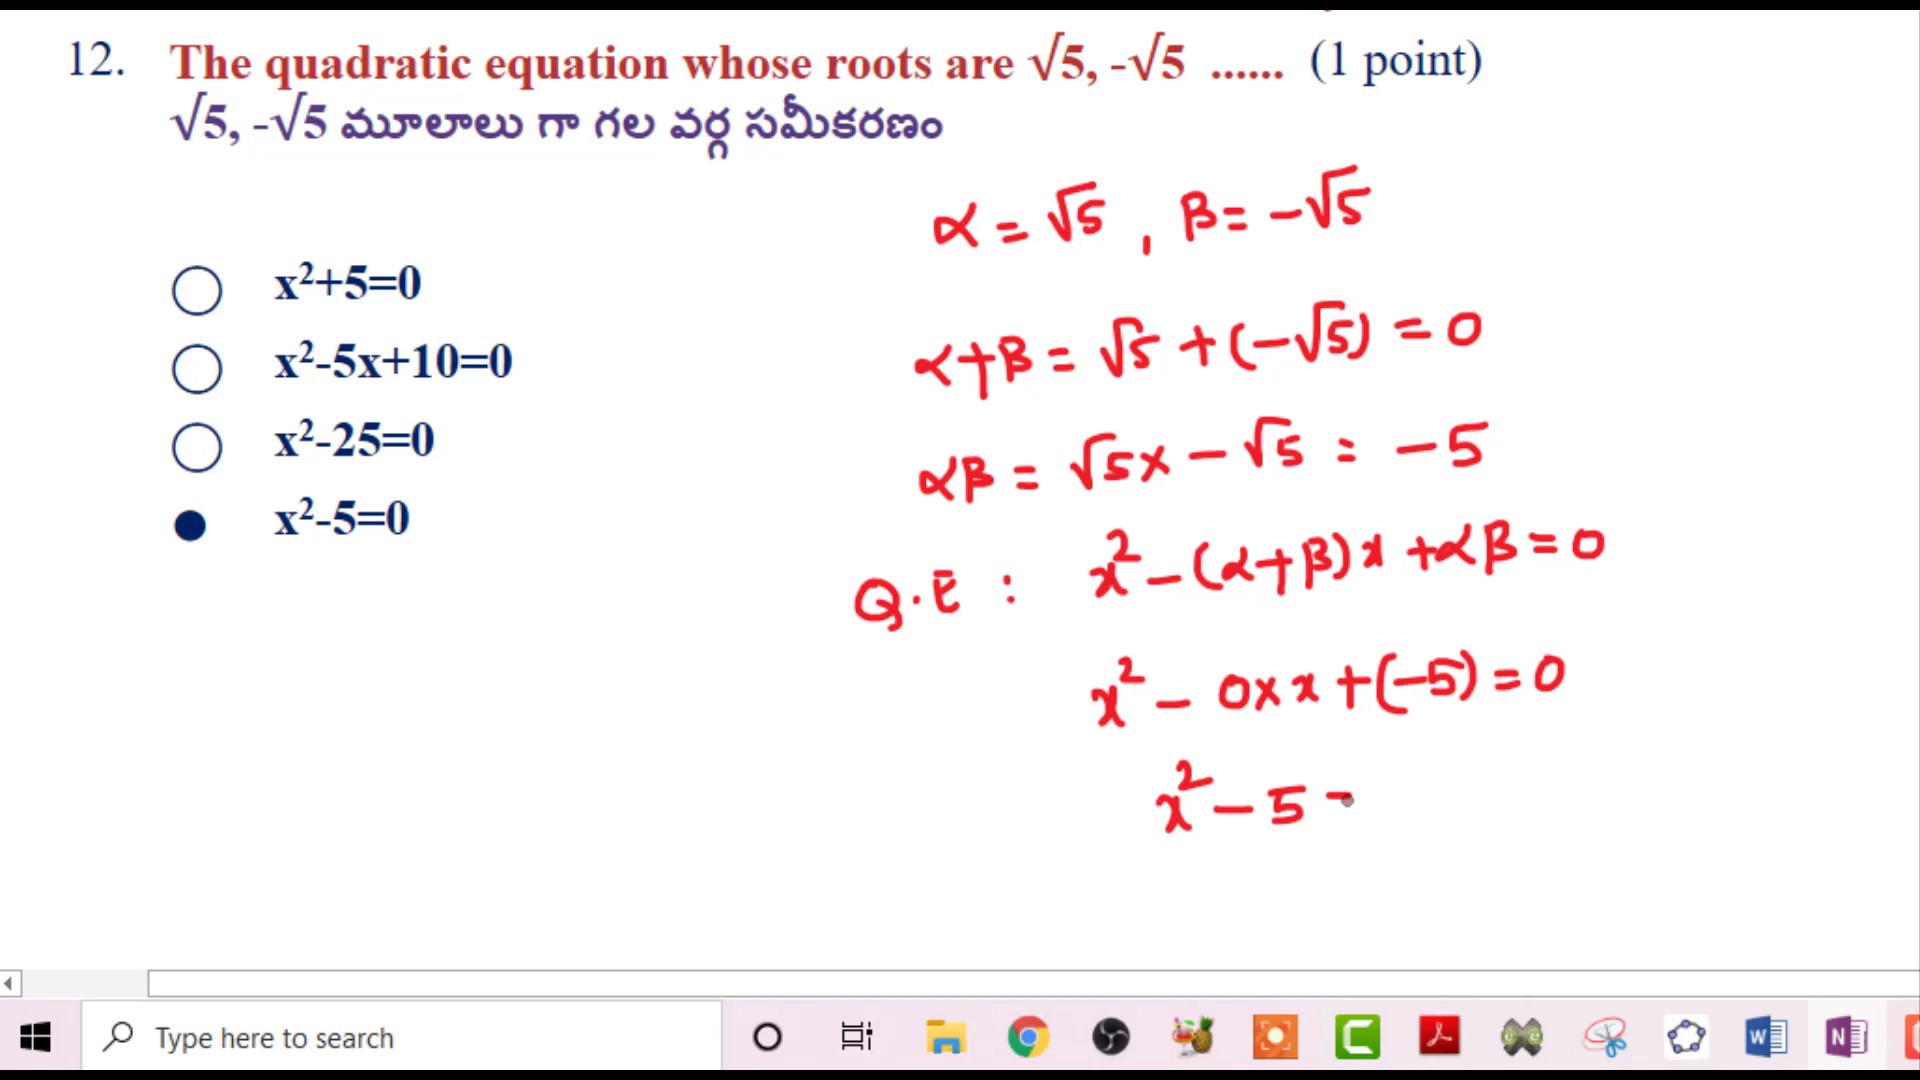 12. The quadratic equation whose roots are √5, -√5 ...... (1 point)
√5, -√5 మూలాలు గా గల వర్గ సమీకరణం
x²+5=0
x²-5x+10=0
x²-25=0
x²-5=0
α = √5 , β = -√5
α+β = √5 + (-√5) = 0
αβ = √5x - √5 = -5
Q.E : x² - (α+β)x + αβ = 0
x² - 0xx + (-5) = 0
x² - 5 -
Type here to search